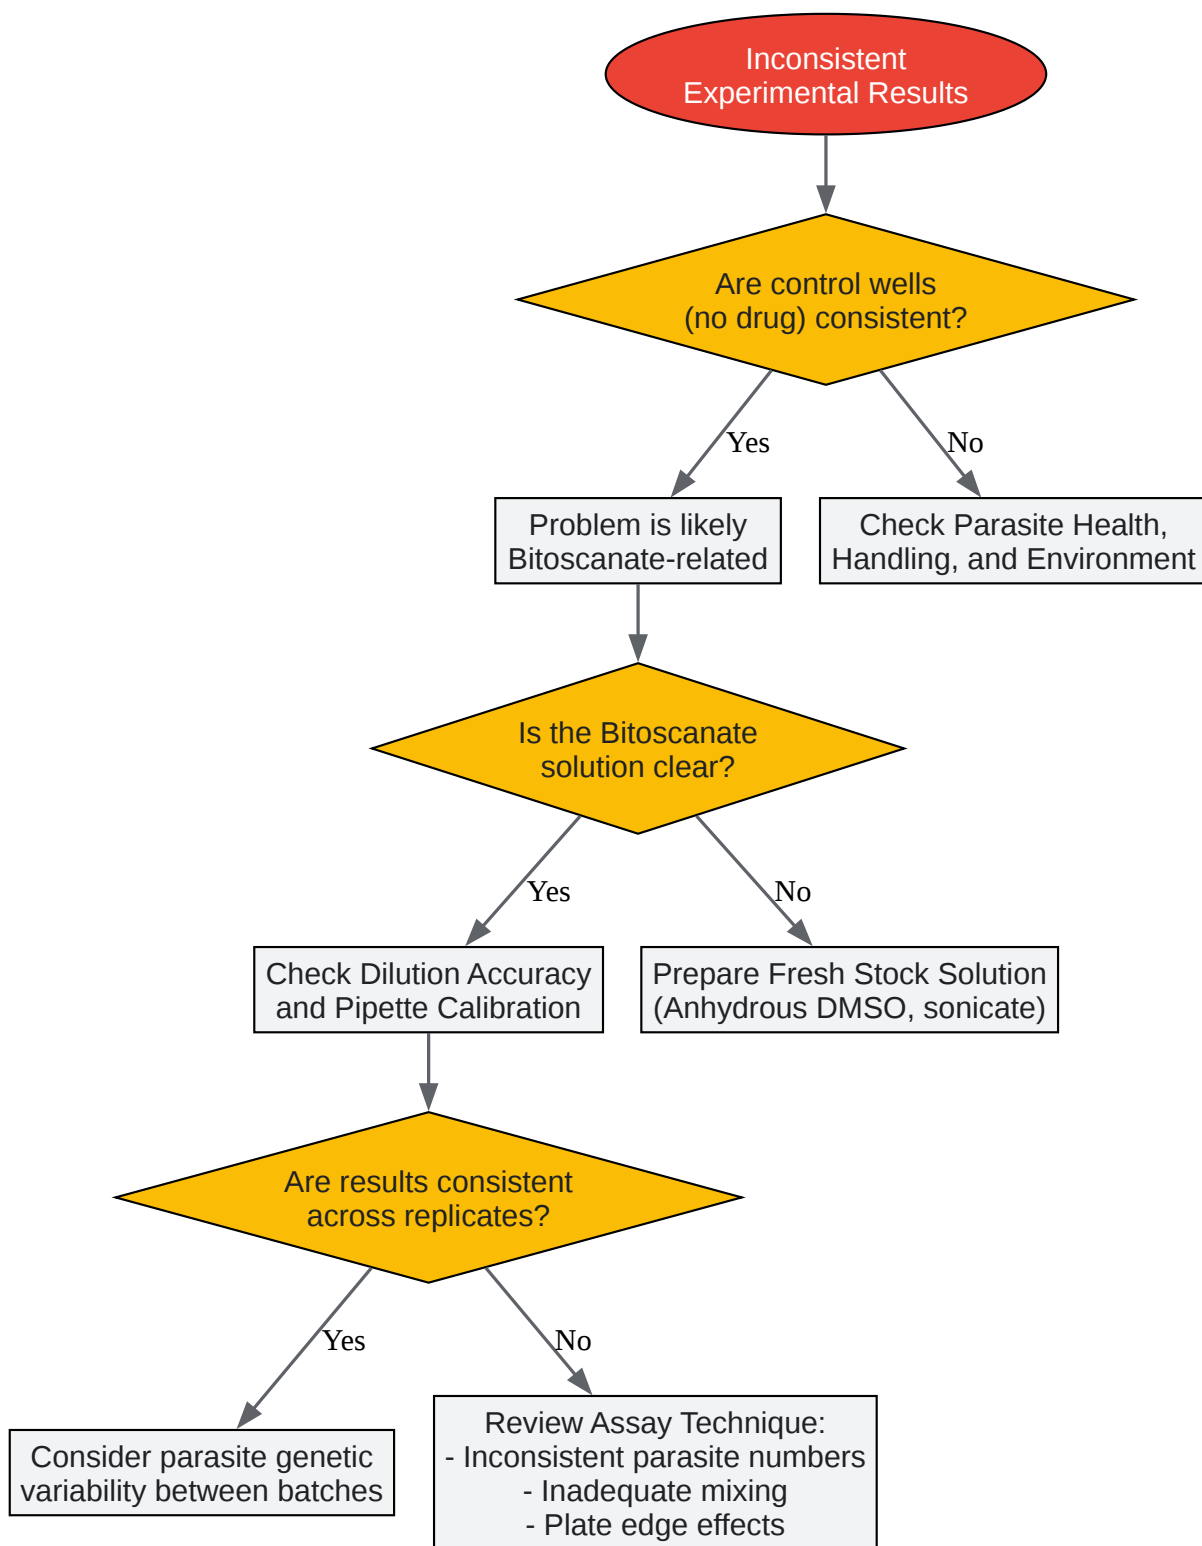 Inconsistent
Experimental Results
Are control wells
(no drug) consistent?
Yes
No
Problem is likely
Bitoscanate-related
Check Parasite Health,
Handling, and Environment
Is the Bitoscanate
solution clear?
Yes
No
Check Dilution Accuracy
and Pipette Calibration
Prepare Fresh Stock Solution
(Anhydrous DMSO, sonicate)
Are results consistent
across replicates?
Yes
No
Consider parasite genetic
variability between batches
Review Assay Technique:
- Inconsistent parasite numbers
- Inadequate mixing
- Plate edge effects